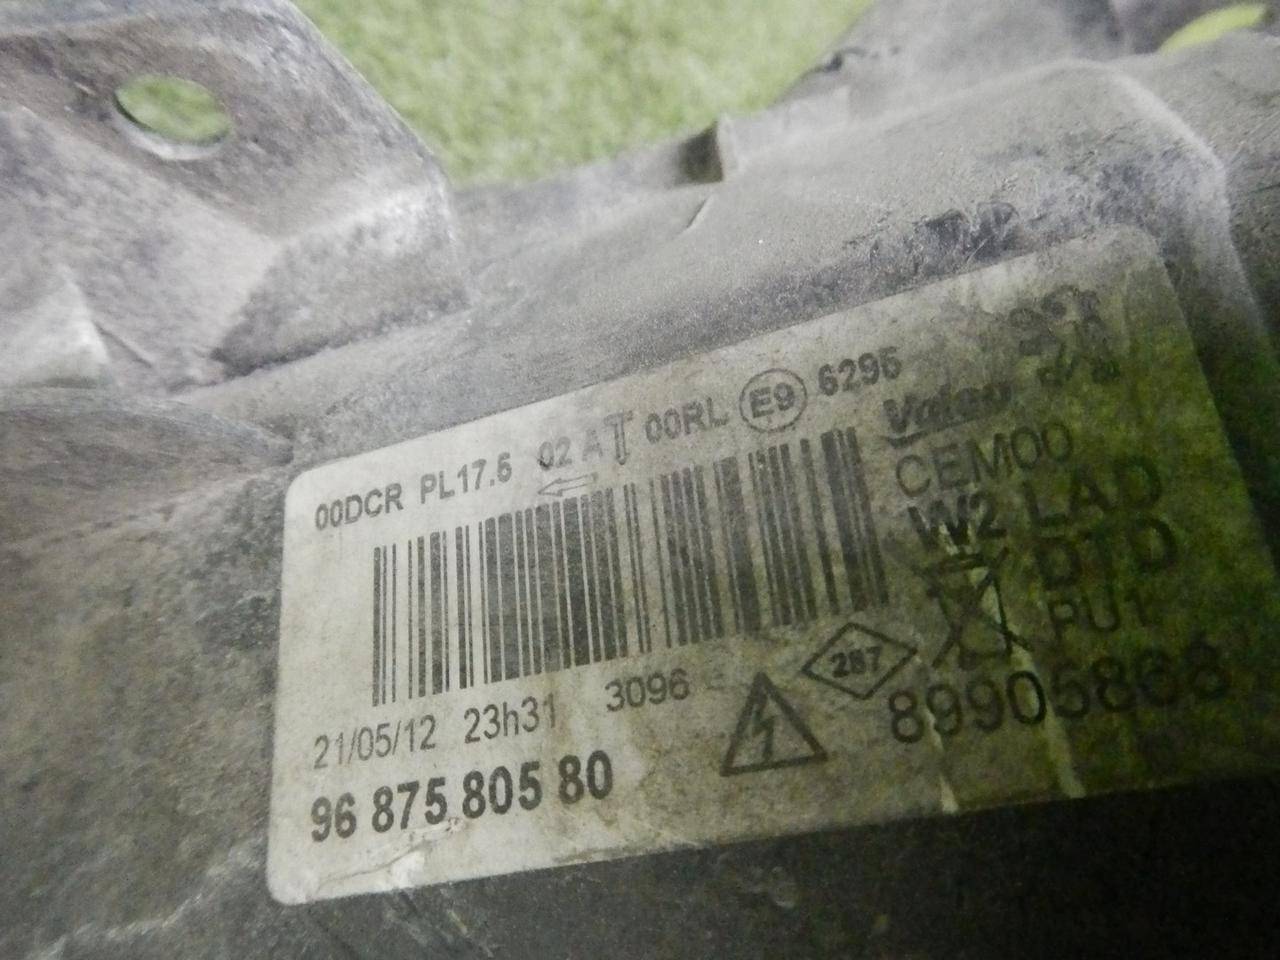 00DCR PL17.5 02 A 00RL E9 6295
Valeo
CEM00
W2 LAD
DTD
PU1
287
89905868
21/05/12 23h31 3096
96 875 805 80